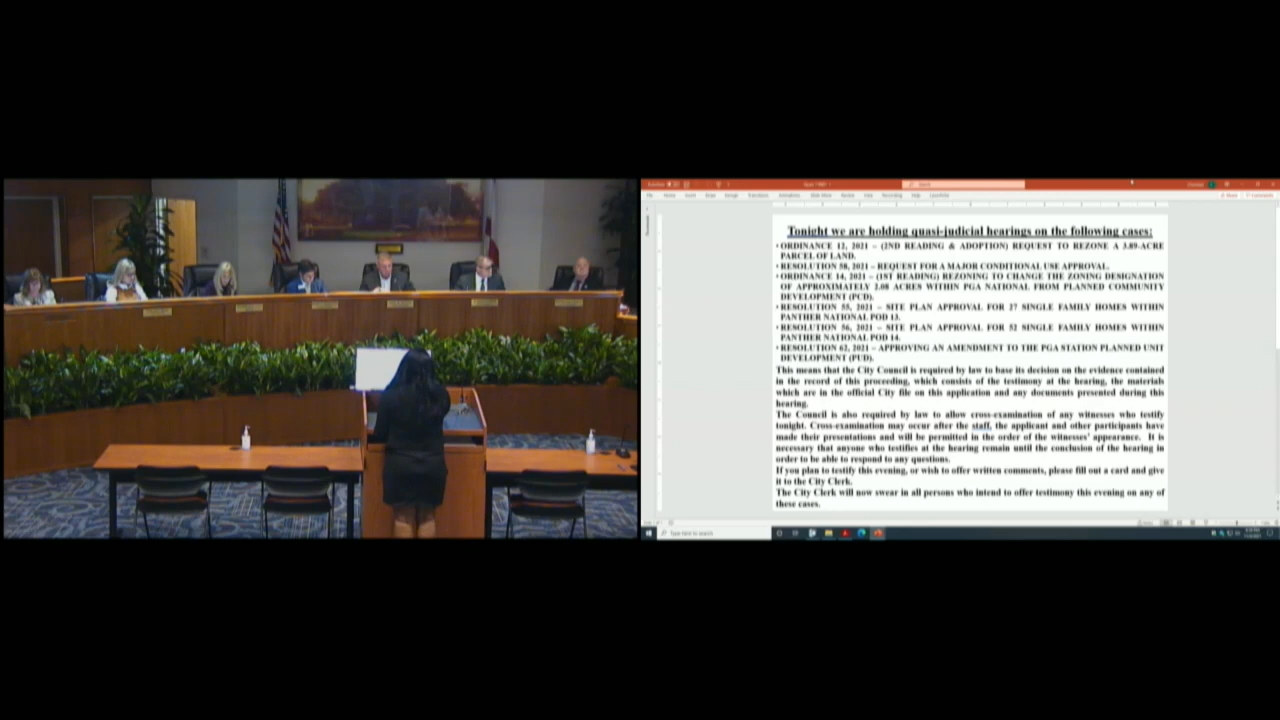 Tonight we are holding quasi-judicial hearings on the following cases:
• ORDINANCE 12, 2021 – (2ND READING & ADOPTION) REQUEST TO REZONE A 3.89-ACRE
PARCEL OF LAND.
• RESOLUTION 58, 2021 – REQUEST FOR A MAJOR CONDITIONAL USE APPROVAL.
• ORDINANCE 14, 2021 – (1ST READING) REZONING TO CHANGE THE ZONING DESIGNATION
OF APPROXIMATELY 2.08 ACRES WITHIN PGA NATIONAL FROM PLANNED COMMUNITY
DEVELOPMENT (PCD).
• RESOLUTION 55, 2021 – SITE PLAN APPROVAL FOR 27 SINGLE FAMILY HOMES WITHIN
PANTHER NATIONAL POD 13.
• RESOLUTION 56, 2021 – SITE PLAN APPROVAL FOR 52 SINGLE FAMILY HOMES WITHIN
PANTHER NATIONAL POD 14.
• RESOLUTION 62, 2021 – APPROVING AN AMENDMENT TO THE PGA STATION PLANNED UNIT
DEVELOPMENT (PUD).
This means that the City Council is required by law to base its decision on the evidence contained
in the record of this proceeding, which consists of the testimony at the hearing, the materials
which are in the official City file on this application and any documents presented during this
hearing.
The Council is also required by law to allow cross-examination of any witnesses who testify
tonight. Cross-examination may occur after the staff, the applicant and other participants have
made their presentations and will be permitted in the order of the witnesses' appearance. It is
necessary that anyone who testifies at the hearing remain until the conclusion of the hearing in
order to be able to respond to any questions.
If you plan to testify this evening, or wish to offer written comments, please fill out a card and give
it to the City Clerk.
The City Clerk will now swear in all persons who intend to offer testimony this evening on any of
these cases.
Type here to search